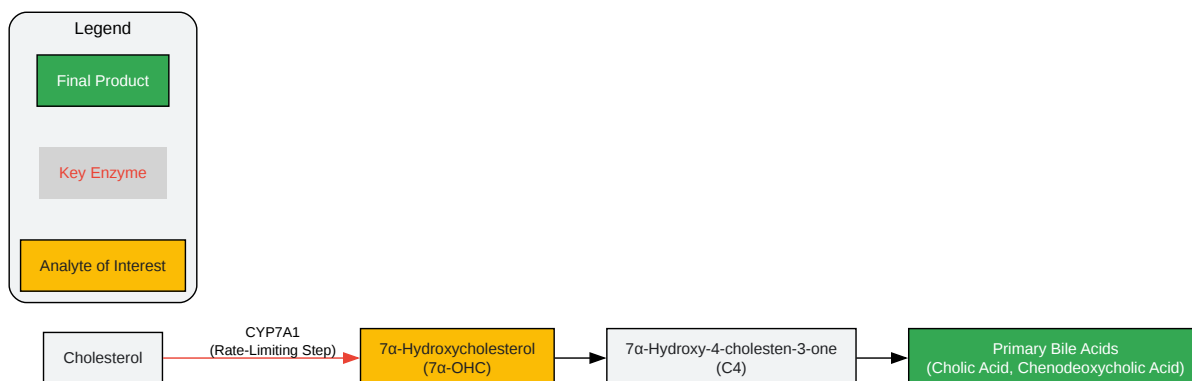 Legend
Final Product
Key Enzyme
Analyte of Interest
Cholesterol
CYP7A1
(Rate-Limiting Step)
7α-Hydroxycholesterol
(7α-OHC)
7α-Hydroxy-4-cholesten-3-one
(C4)
Primary Bile Acids
(Cholic Acid, Chenodeoxycholic Acid)